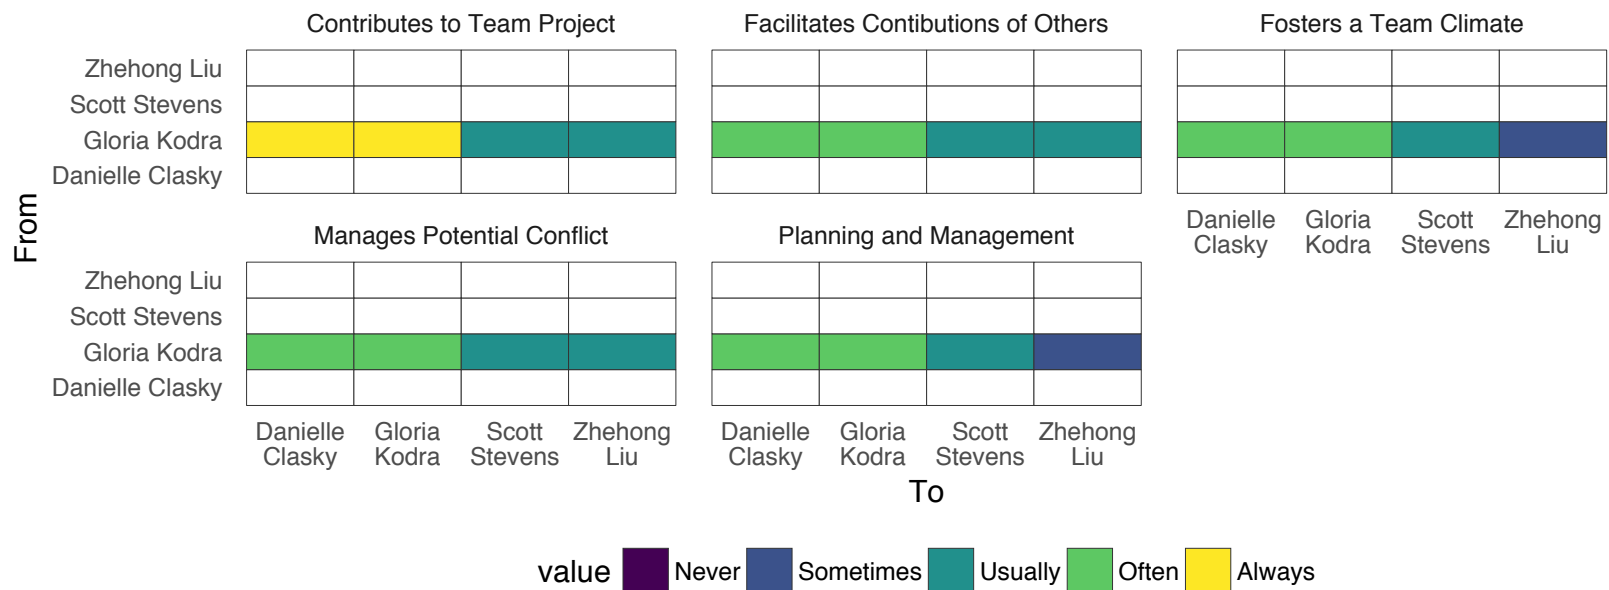 Contributes to Team Project
Facilitates Contibutions of Others
Fosters a Team Climate
Zhehong Liu
Scott Stevens
Gloria Kodra
Danielle Clasky
From
Danielle Clasky
Gloria Kodra
Scott Stevens
Zhehong Liu
Manages Potential Conflict
Planning and Management
Zhehong Liu
Scott Stevens
Gloria Kodra
Danielle Clasky
Danielle Clasky
Gloria Kodra
Scott Stevens
Zhehong Liu
Danielle Clasky
Gloria Kodra
Scott Stevens
Zhehong Liu
To
value Never Sometimes Usually Often Always